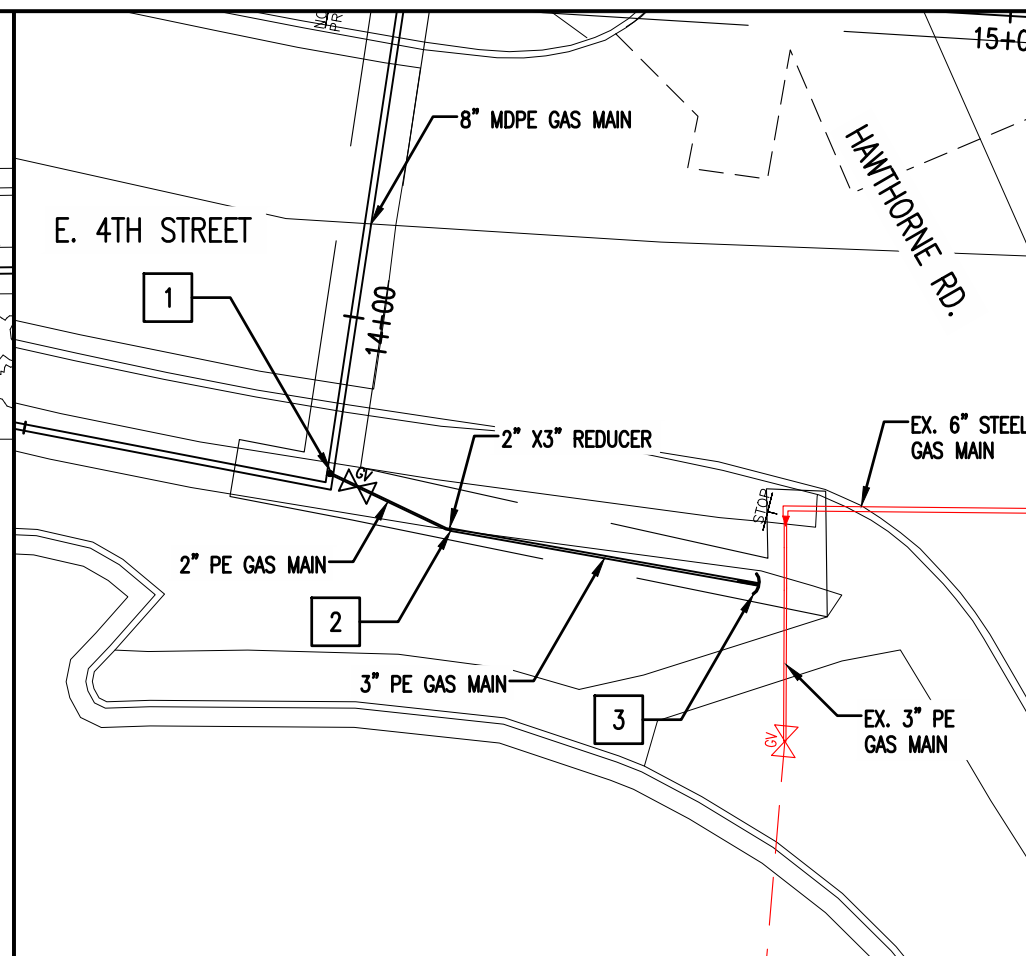 15+0
8" MDPE GAS MAIN
HAWTHORNE RD.
E. 4TH STREET
1
14+00
2" X3" REDUCER
EX. 6" STEEL
GAS MAIN
GV
STOP
2" PE GAS MAIN
2
3" PE GAS MAIN
3
EX. 3" PE
GAS MAIN
GV